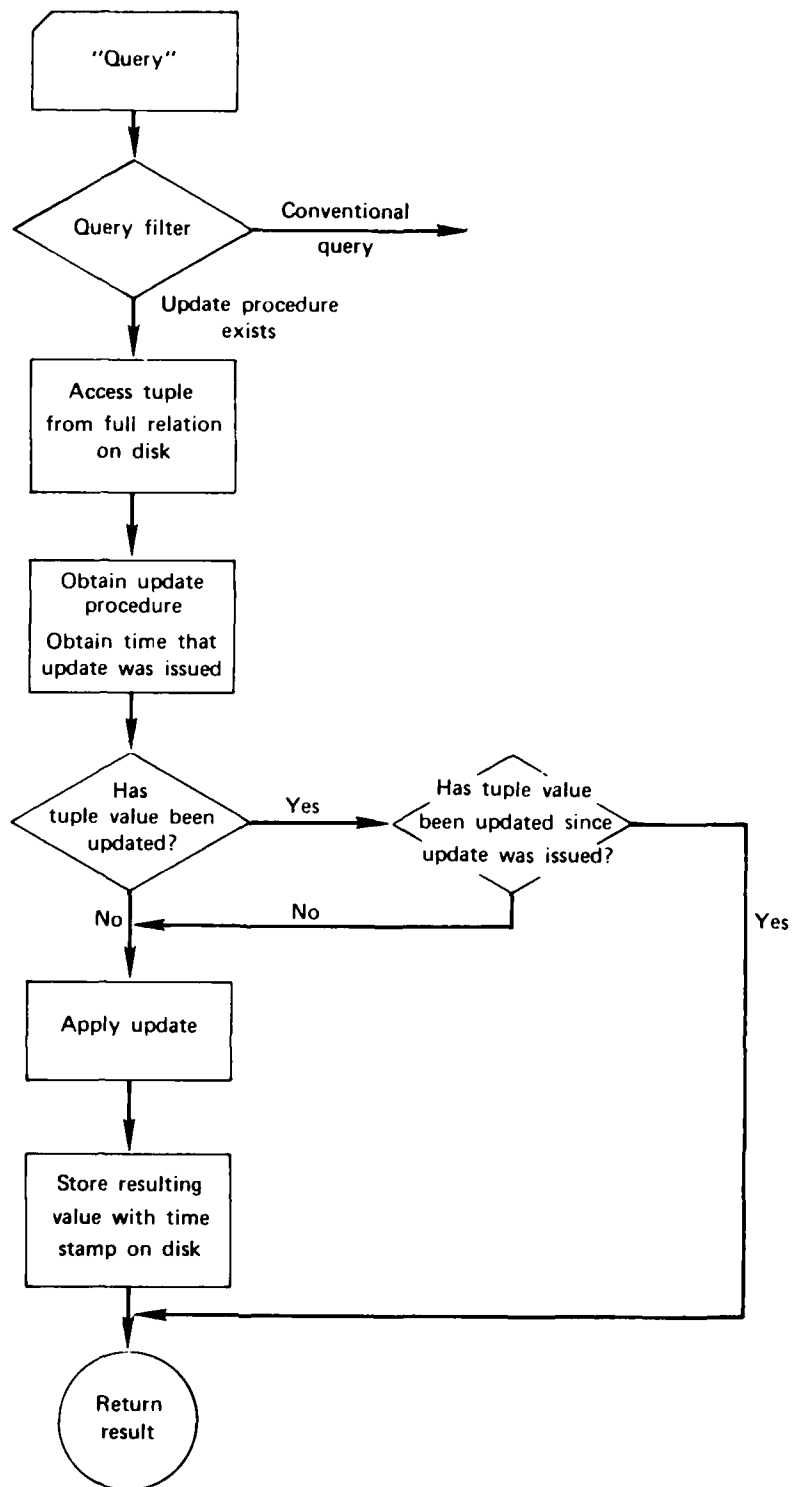 "Query"
Query filter
Conventional
query
Update procedure
exists
Access tuple
from full relation
on disk
Obtain update
procedure
Obtain time that
update was issued
Has
tuple value been
updated?
Yes
Has tuple value
been updated since
update was issued?
No
No
Yes
Apply update
Store resulting
value with time
stamp on disk
Return
result